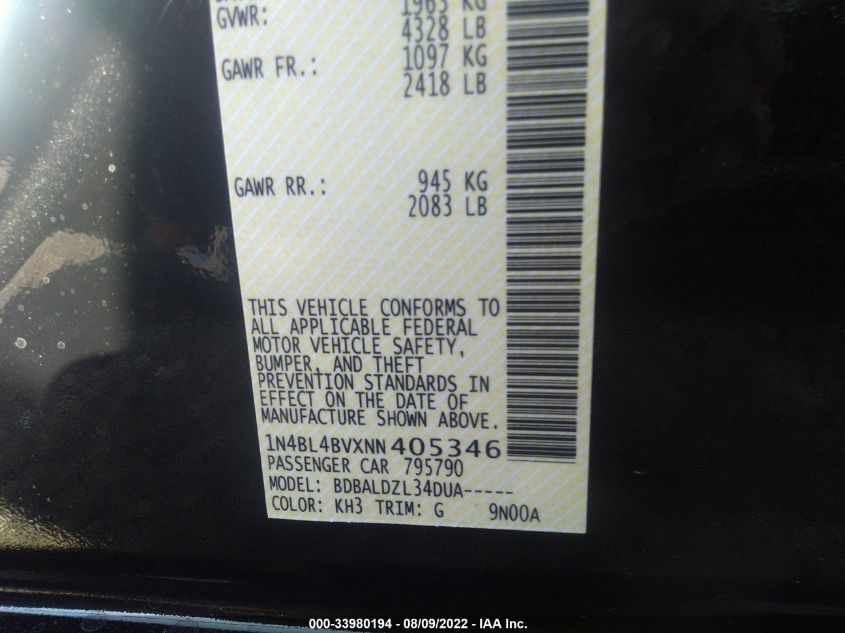 GVWR: 1963 KG
4328 LB
GAWR FR.: 1097 KG
2418 LB
GAWR RR.: 945 KG
2083 LB
THIS VEHICLE CONFORMS TO
ALL APPLICABLE FEDERAL
MOTOR VEHICLE SAFETY,
BUMPER, AND THEFT
PREVENTION STANDARDS IN
EFFECT ON THE DATE OF
MANUFACTURE SHOWN ABOVE.
1N4BL4BVXNN405346
PASSENGER CAR 795790
MODEL: BDBALDZL34DUA-----
COLOR: KH3 TRIM: G 9N00A
000-33980194 - 08/09/2022 - IAA Inc.